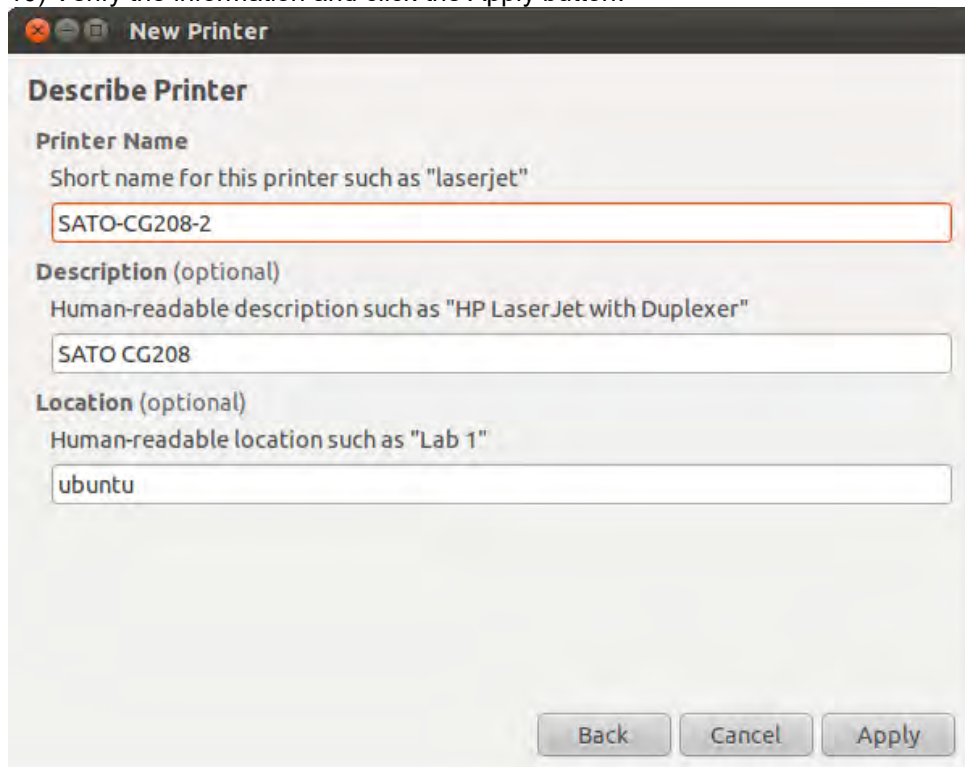 New Printer
Describe Printer
Printer Name
Short name for this printer such as "laserjet"
SATO-CG208-2
Description (optional)
Human-readable description such as "HP LaserJet with Duplexer"
SATO CG208
Location (optional)
Human-readable location such as "Lab 1"
ubuntu
Back Cancel Apply